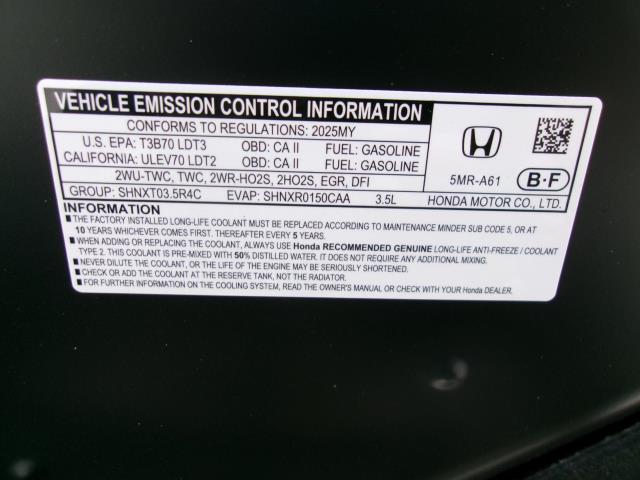 VEHICLE EMISSION CONTROL INFORMATION
CONFORMS TO REGULATIONS: 2025MY
U.S. EPA: T3B70 LDT3 OBD: CA II FUEL: GASOLINE
CALIFORNIA: ULEV70 LDT2 OBD: CA II FUEL: GASOLINE
2WU-TWC, TWC, 2WR-HO2S, 2HO2S, EGR, DFI
GROUP: SHNXT03.5R4C EVAP: SHNXR0150CAA 3.5L
5MR-A61 B·F
HONDA MOTOR CO., LTD.
INFORMATION
■THE FACTORY INSTALLED LONG-LIFE COOLANT MUST BE REPLACED ACCORDING TO MAINTENANCE MINDER SUB CODE 5, OR AT
10 YEARS WHICHEVER COMES FIRST. THEREAFTER EVERY 5 YEARS.
■WHEN ADDING OR REPLACING THE COOLANT, ALWAYS USE Honda RECOMMENDED GENUINE LONG-LIFE ANTI-FREEZE / COOLANT
TYPE 2. THIS COOLANT IS PRE-MIXED WITH 50% DISTILLED WATER. IT DOES NOT REQUIRE ANY ADDITIONAL MIXING.
■NEVER DILUTE THE COOLANT, OR THE LIFE OF THE ENGINE MAY BE SERIOUSLY SHORTENED.
■CHECK OR ADD COOLANT AT THE RESERVE TANK, NOT THE RADIATOR.
■FOR FURTHER INFORMATION ON THE COOLING SYSTEM, READ THE OWNER'S MANUAL OR CHECK WITH YOUR Honda DEALER.